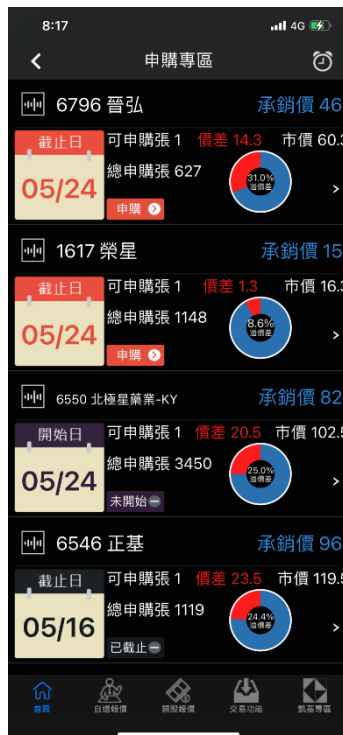 8:17 4G
申購專區
6796 晉弘 承銷價 46
截止日 可申購張 1 價差 14.3 市價 60.3
05/24 總申購張 627 31.0% 溢價差
申購
1617 榮星 承銷價 15
截止日 可申購張 1 價差 1.3 市價 16.3
05/24 總申購張 1148 8.6% 溢價差
申購
6550 北極星藥業-KY 承銷價 82
開始日 可申購張 1 價差 20.5 市價 102.5
05/24 總申購張 3450 25.0% 溢價差
未開始
6546 正基 承銷價 96
截止日 可申購張 1 價差 23.5 市價 119.5
05/16 總申購張 1119 24.4% 溢價差
已截止
首頁 自選報價 類股報價 交易功能 凱基專區